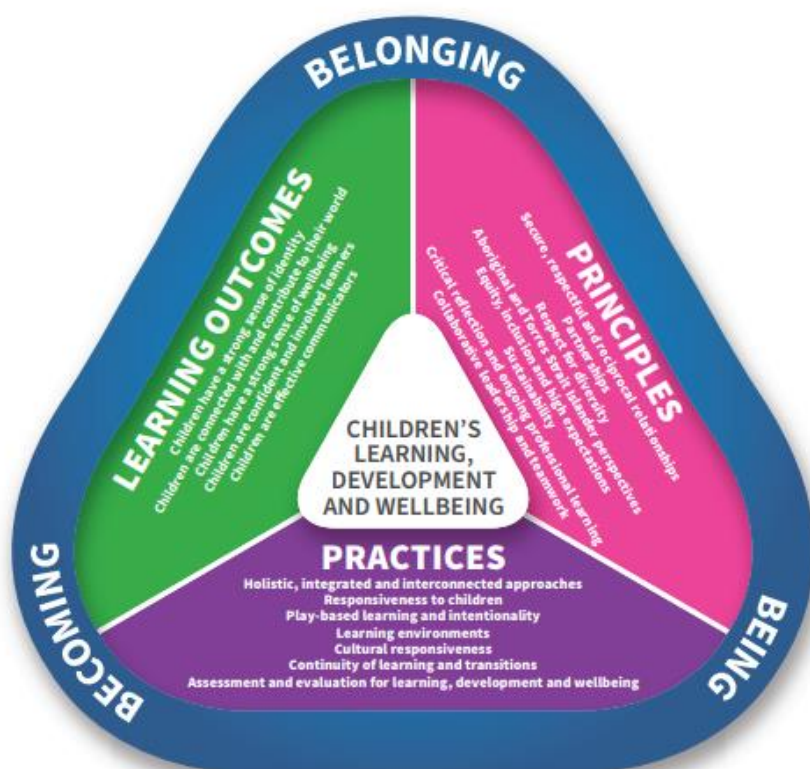 BELONGING
LEARNING OUTCOMES
Children have a strong sense of identity
Children are connected with and contribute to their world
Children have a strong sense of wellbeing
Children are confident and involved learners
Children are effective communicators
PRINCIPLES
Secure, respectful and reciprocal relationships
Partnerships
Respect for diversity
Aboriginal and Torres Strait Islander perspectives
Equity, inclusion and high expectations
Sustainability
Critical reflection and ongoing professional learning
Collaborative leadership and teamwork
CHILDREN'S
LEARNING,
DEVELOPMENT
AND WELLBEING
PRACTICES
Holistic, integrated and interconnected approaches
Responsiveness to children
Play-based learning and intentionality
Learning environments
Cultural responsiveness
Continuity of learning and transitions
Assessment and evaluation for learning, development and wellbeing
BECOMING
BEING